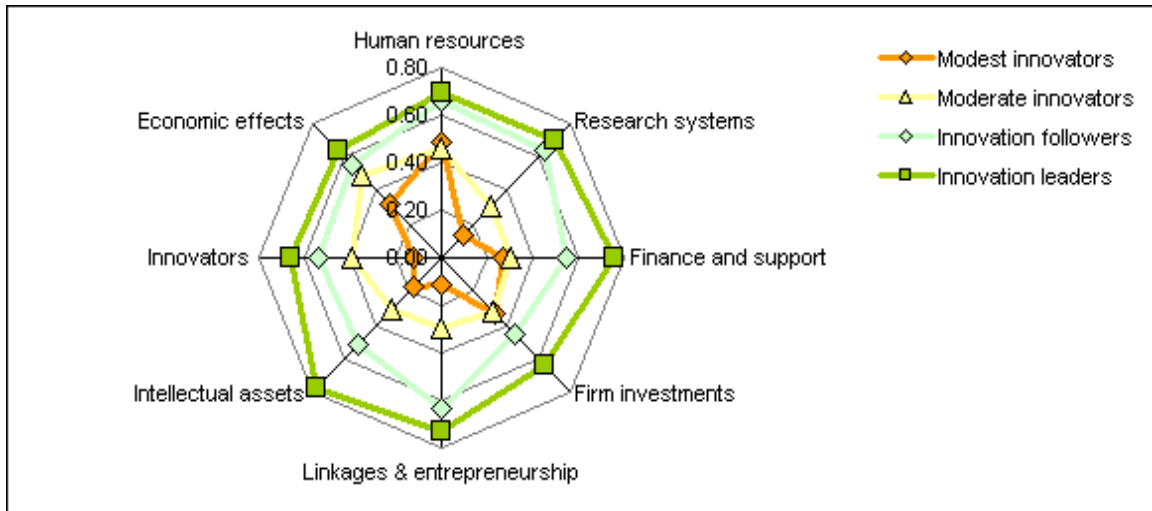 Human resources
0.80
Modest innovators
Moderate innovators
Innovation followers
Innovation leaders
Economic effects
0.60
Research systems
0.40
0.20
Innovators
0.00
Finance and support
Intellectual assets
Firm investments
Linkages & entrepreneurship